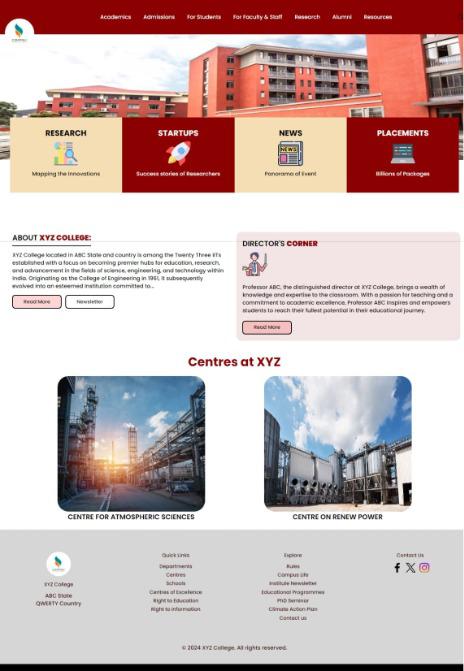 Academics Admissions For Students For Faculty & Staff Research Alumni Resources
RESEARCH
Mapping the Innovations
STARTUPS
Success stories of Researchers
NEWS
NEWS
Panorama of Event
PLACEMENTS
Billions of Packages
ABOUT XYZ COLLEGE:
XYZ College located in ABC State and country is among the Twenty Three IITs
established with a focus on becoming premier hubs for education, research,
and advancement in the fields of science, engineering, and technology within
India. Originating as the College of Engineering in 1961, it subsequently
evolved into an esteemed institution committed to...
Read More Newsletter
DIRECTOR'S CORNER
Professor ABC, the distinguished director at XYZ College, brings a wealth of
knowledge and expertise to the classroom. With a passion for teaching and a
commitment to academic excellence, Professor ABC inspires and empowers
students to reach their fullest potential in their educational journey.
Read More
Centres at XYZ
CENTRE FOR ATMOSPHERIC SCIENCES
CENTRE ON RENEW POWER
XYZ College
ABC State
QWERTY Country
Quick Links
Departments
Centres
Schools
Centres of Excellence
Right to Education
Right to Information
Explore
Rules
Campus Life
Institute Newsletter
Educational Programmes
PhD Seminar
Climate Action Plan
Contact us
Contact Us
© 2024 XYZ College. All rights reserved.